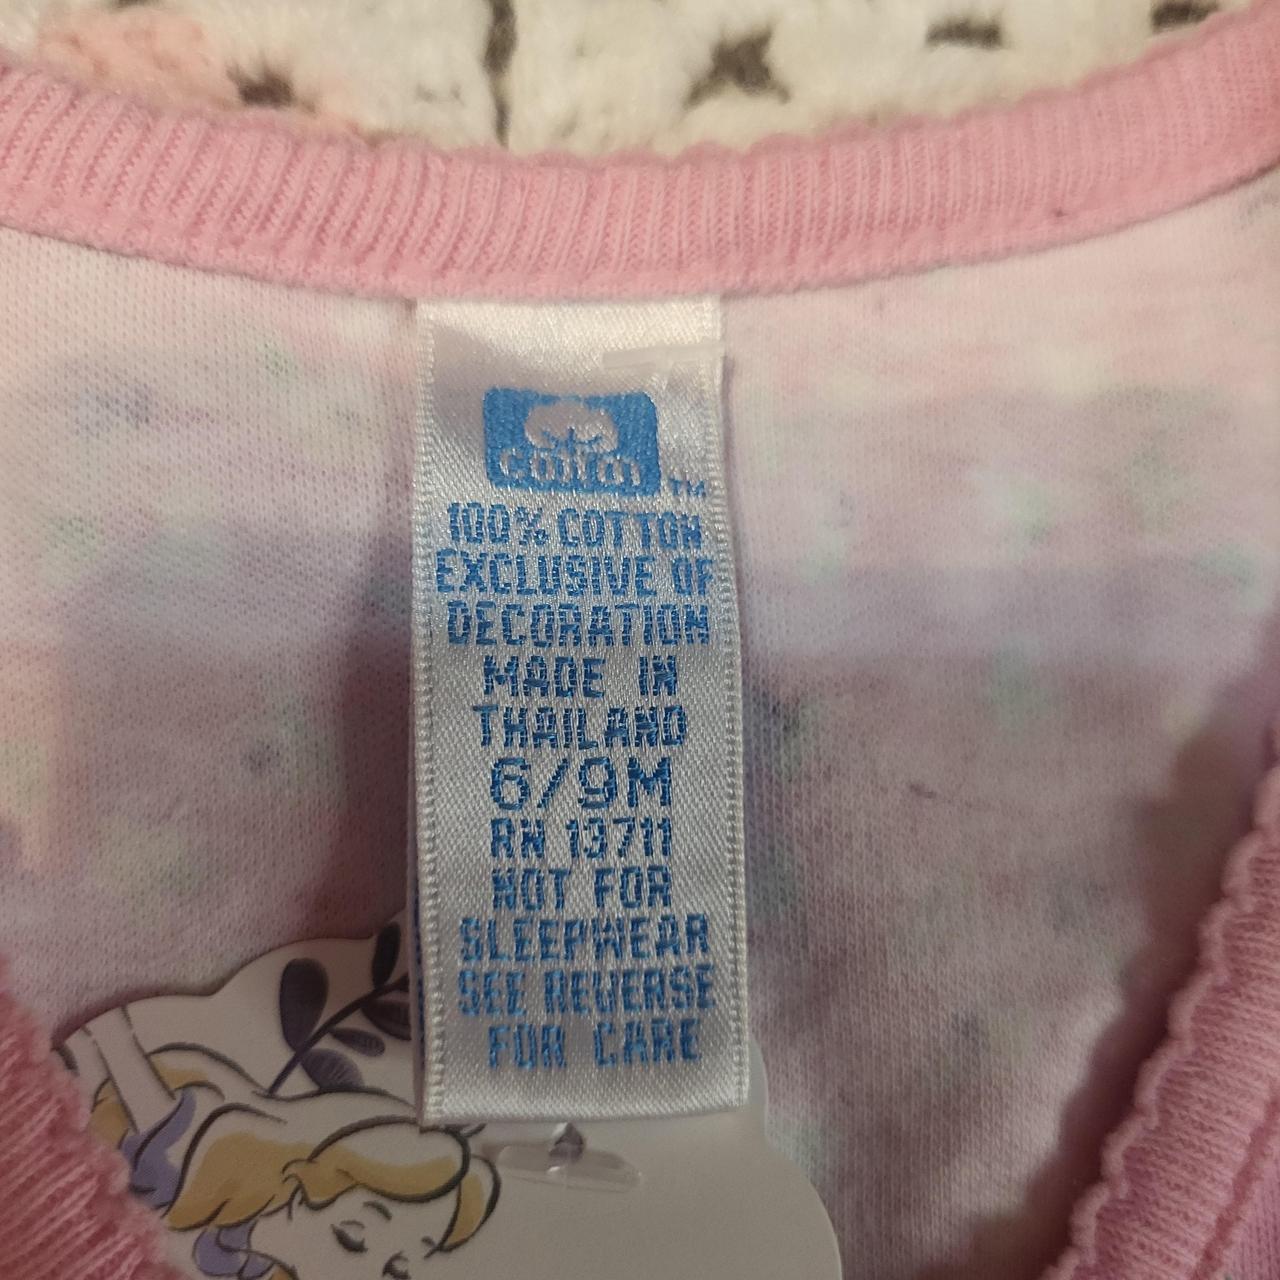 cotton TM
100% COTTON
EXCLUSIVE OF
DECORATION
MADE IN
THAILAND
6/9M
RN 13711
NOT FOR
SLEEPWEAR
SEE REVERSE
FOR CARE